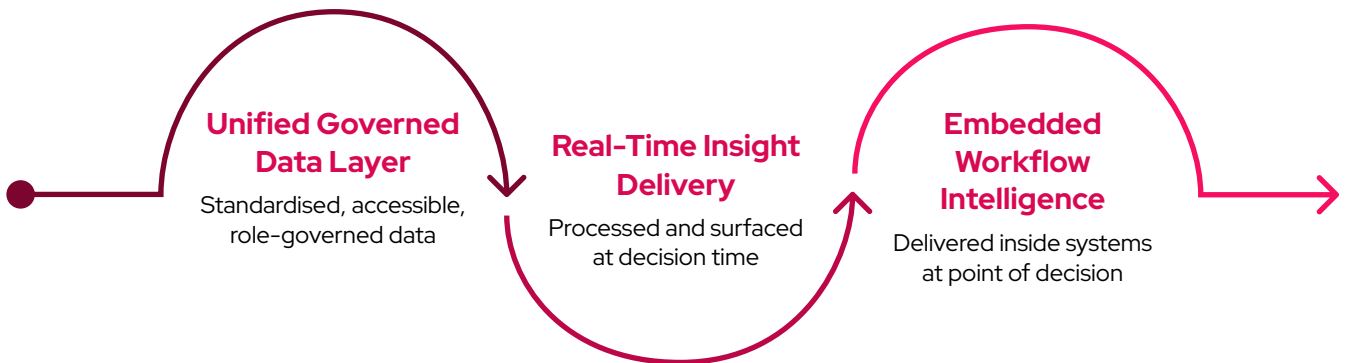 Unified Governed
Data Layer
Standardised, accessible,
role-governed data
Real-Time Insight
Delivery
Processed and surfaced
at decision time
Embedded
Workflow
Intelligence
Delivered inside systems
at point of decision